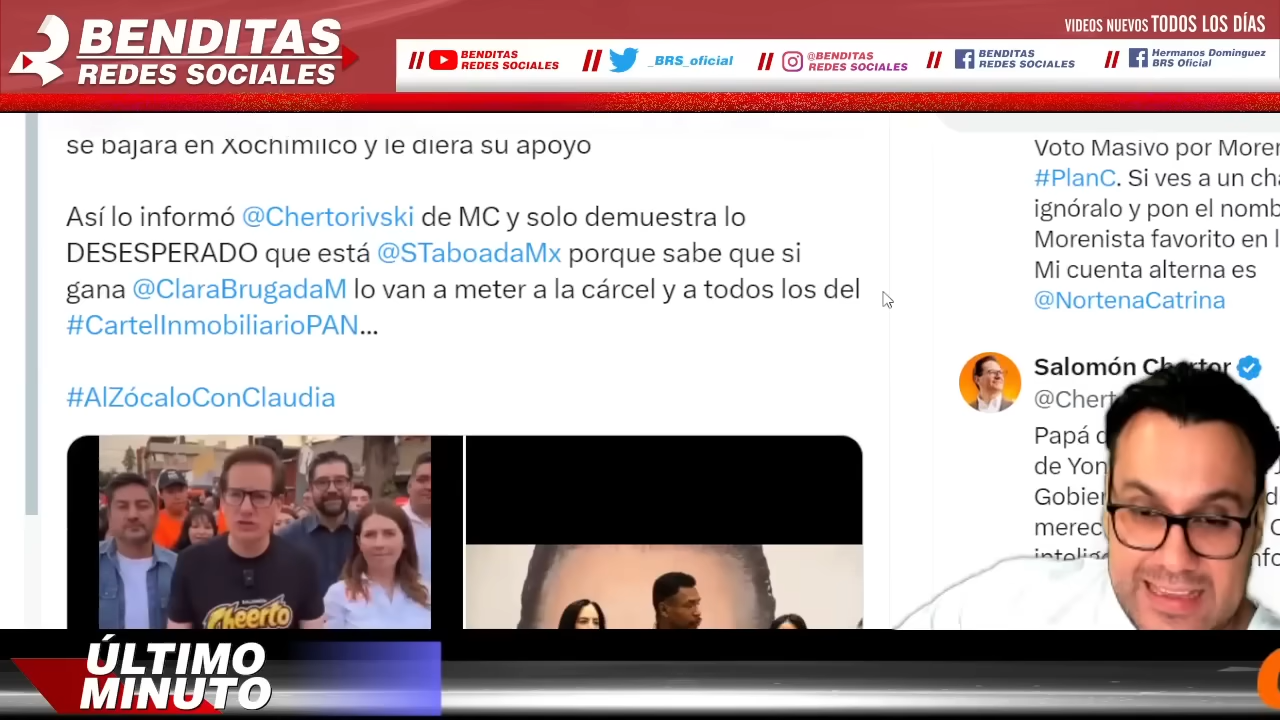 BENDITAS
REDES SOCIALES
VIDEOS NUEVOS TODOS LOS DÍAS
BENDITAS
REDES SOCIALES
_BRS_oficial
@BENDITAS
REDES SOCIALES
BENDITAS
REDES SOCIALES
Hermanos Dominguez
BRS Oficial
se bajara en Xochimilco y le diera su apoyo
Así lo informó @Chertorivski de MC y solo demuestra lo
DESESPERADO que está @STaboadaMx porque sabe que si
gana @ClaraBrugadaM lo van a meter a la cárcel y a todos los del
#CartelInmobiliarioPAN...
#AlZócaloConClaudia
Voto Masivo por Morer
#PlanC. Si ves a un cha
ignóralo y pon el nomb
Morenista favorito en l
Mi cuenta alterna es
@NortenaCatrina
Salomón Chertor
@Chert
Papá
de Yon
Gobier
merec
intelig
SALOMÓN
Cheerto
ÚLTIMO
MINUTO